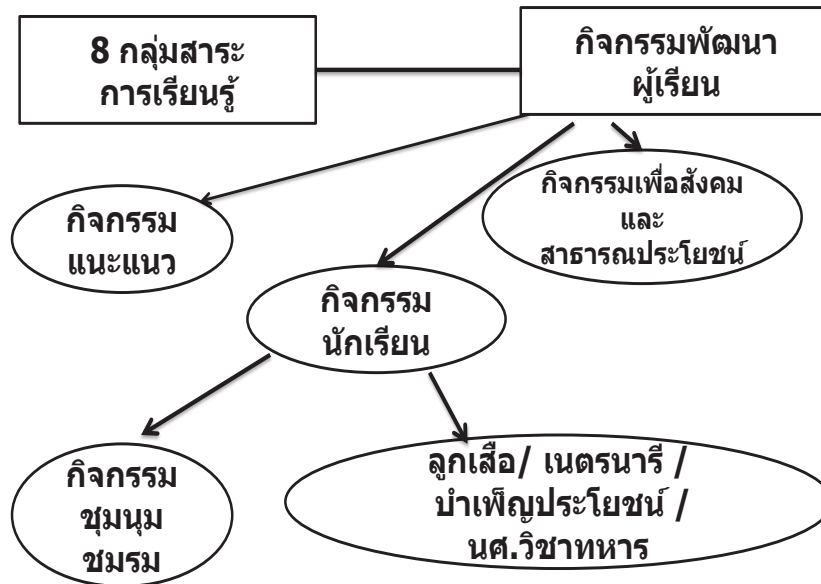 8 กลุ่มสาระ
การเรียนรู้
กิจกรรมพัฒนา
ผู้เรียน
กิจกรรม
แนะแนว
กิจกรรมเพื่อสังคม
และ
สาธารณประโยชน์
กิจกรรม
นักเรียน
กิจกรรม
ชุมนุม
ชมรม
ลูกเสือ/ เนตรนารี /
บำเพ็ญประโยชน์ /
นศ.วิชาทหาร